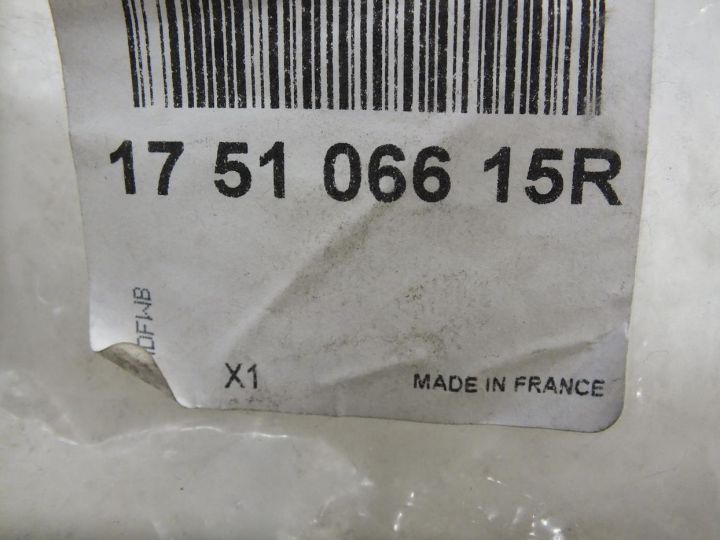 17 51 066 15R
DFWB
X1
MADE IN FRANCE